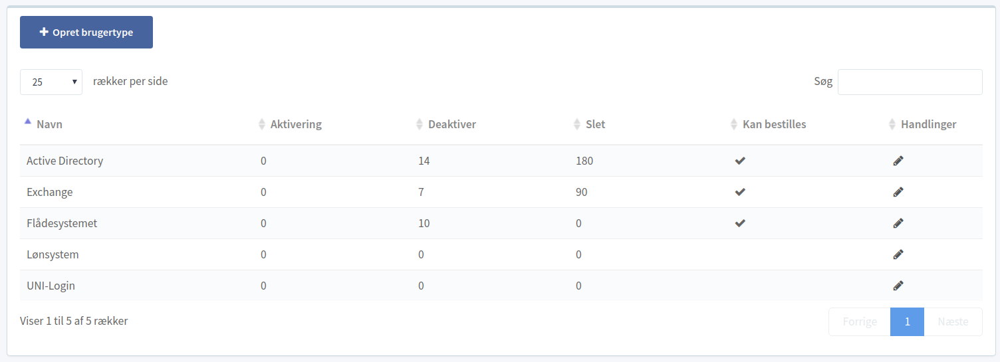 Opret brugertype
25 rækker per side Søg
Navn Aktivering Deaktiver Slet Kan bestilles Handlinger
Active Directory 0 14 180
Exchange 0 7 90
Flådesystemet 0 10 0
Lønsystem 0 0 0
UNI-Login 0 0 0
Viser 1 til 5 af 5 rækker Forrige 1 Næste